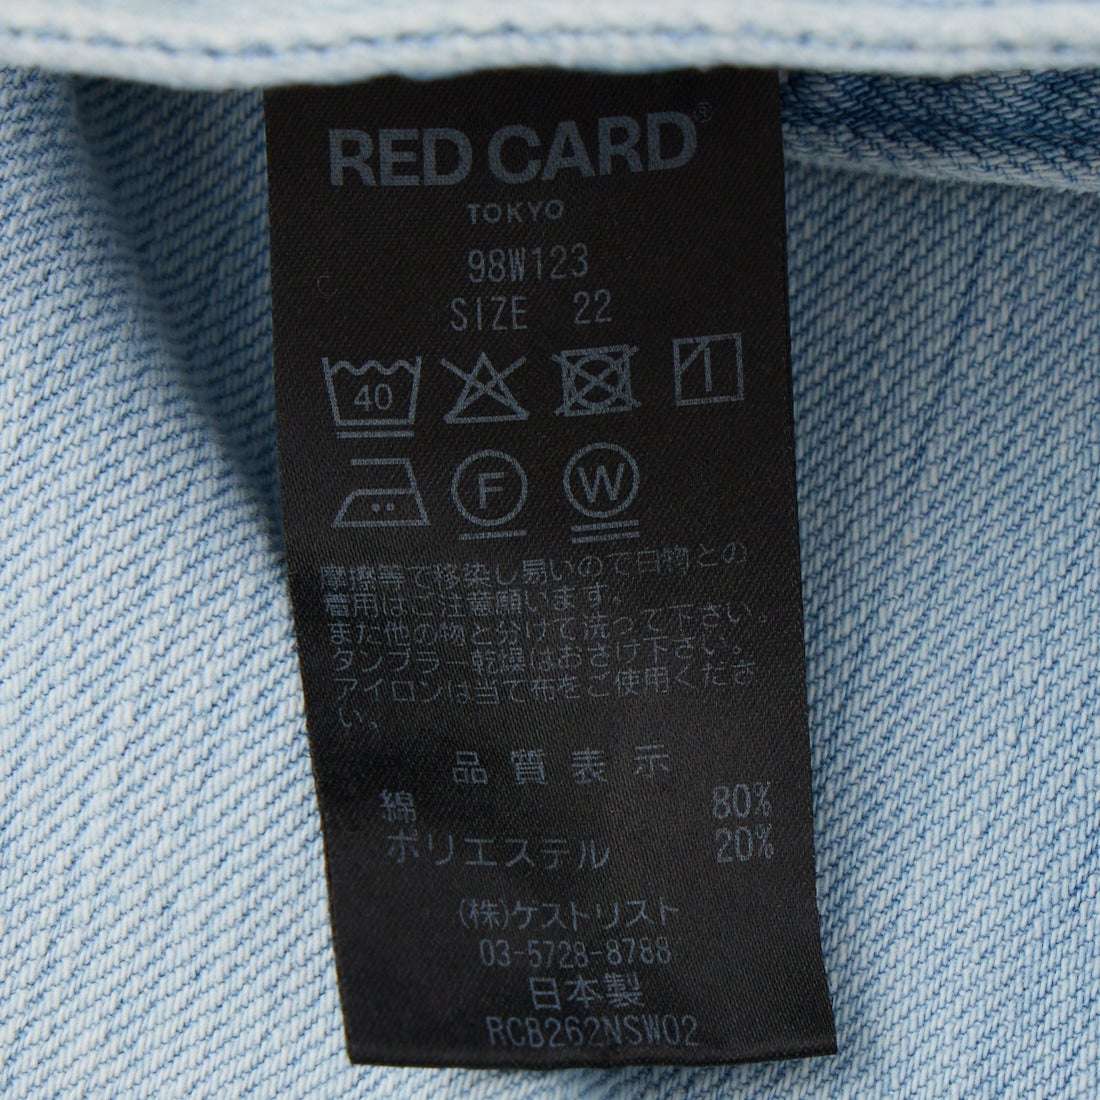 RED CARD®
TOKYO
98W123
SIZE 22
40
F
W
摩擦等で移染し易いので白物との
着用はご注意願います。
また他の物と分けて洗って下さい。
タンブラー乾燥はおさけ下さい。
アイロンは当て布をご使用くださ
い。
品質表示
綿 80%
ポリエステル 20%
(株)ケストリスト
03-5728-8788
日本製
RCB262NSW02